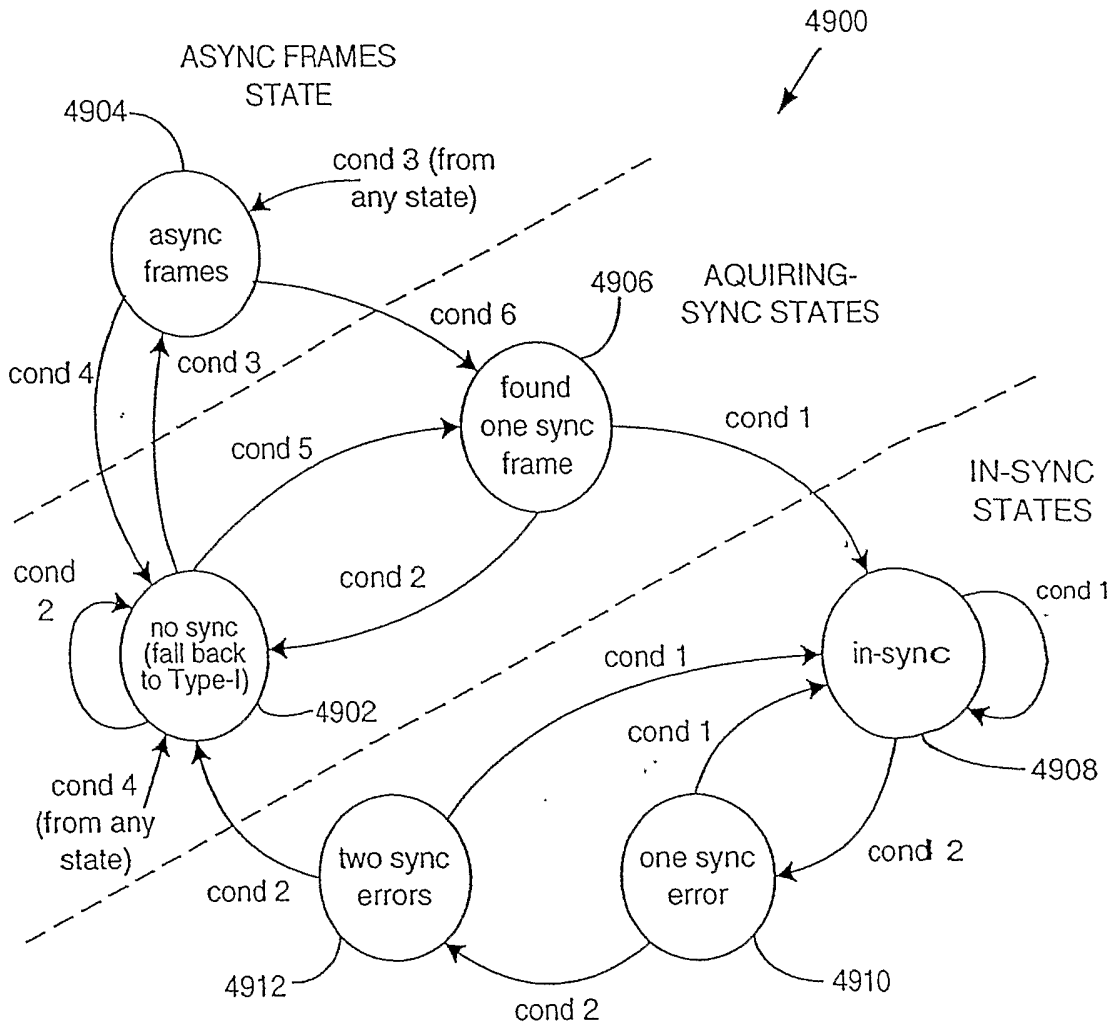 4900
ASYNC FRAMES
STATE
4904
cond 3 (from
any state)
async
frames
4906
AQUIRING-
SYNC STATES
cond 6
cond 4
cond 3
found
one sync
frame
cond 1
cond 5
IN-SYNC
STATES
cond
2
cond 2
cond 1
no sync
(fall back
to Type-I)
in-sync
cond 1
4902
cond 1
4908
cond 4
(from any
state)
two sync
errors
one sync
error
cond 2
cond 2
4912
4910
cond 2